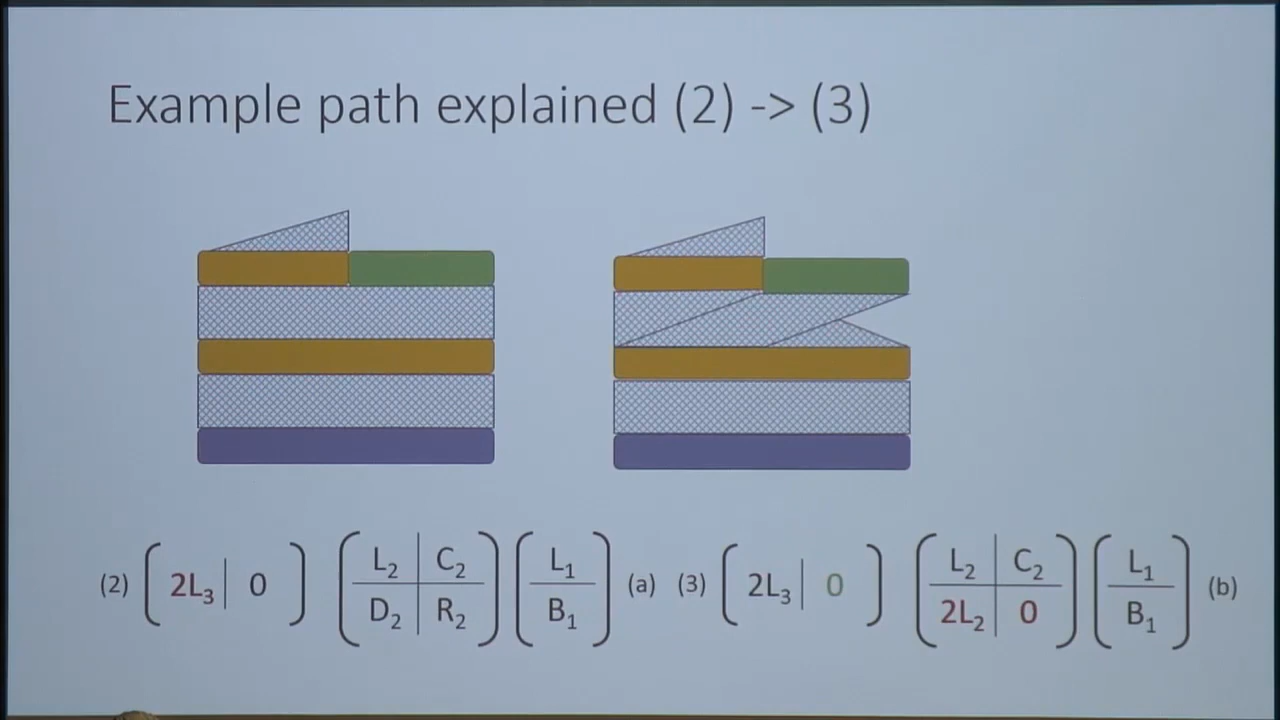 Example path explained (2) -> (3)
(2) ( 2L₃ | 0 ) ( L₂ | C₂ ) ( L₁ ) (a) (3) ( 2L₃ | 0 ) ( L₂ | C₂ ) ( L₁ ) (b)
D₂ | R₂ B₁ 2L₂ | 0 B₁